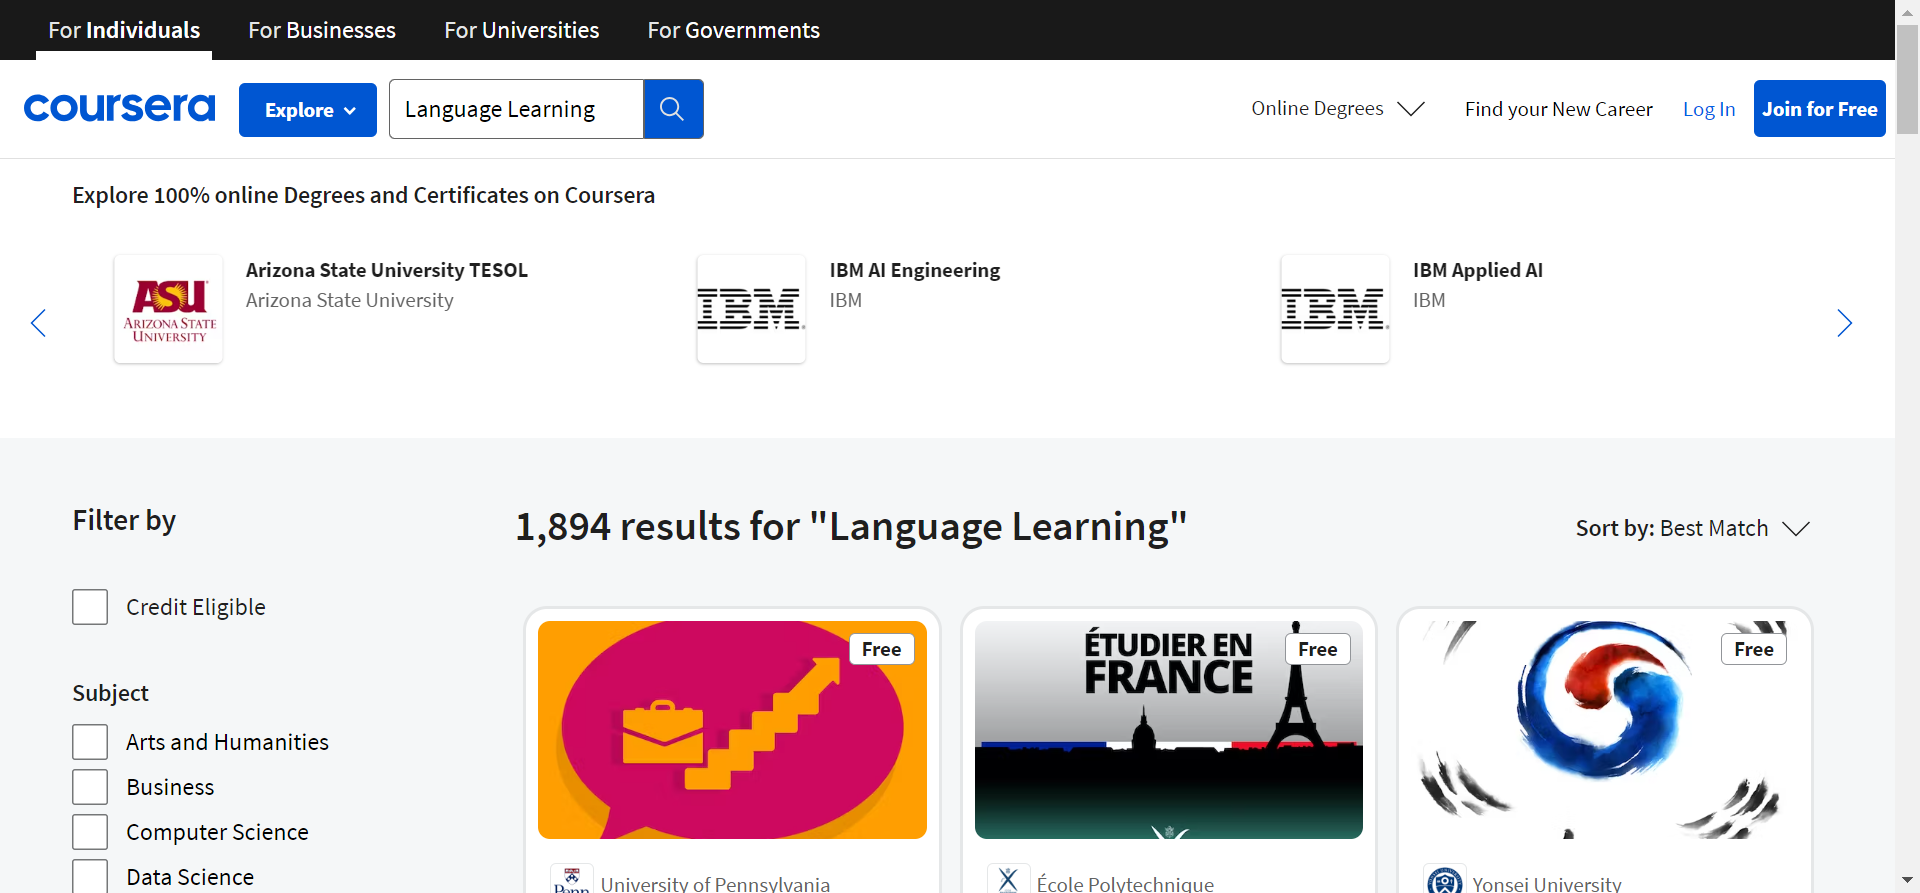 For Individuals
For Businesses
For Universities
For Governments
coursera
Explore
Language Learning
Online Degrees
Find your New Career
Log In
Join for Free
Explore 100% online Degrees and Certificates on Coursera
ASU
ARIZONA STATE
UNIVERSITY
Arizona State University TESOL
Arizona State University
IBM
IBM AI Engineering
IBM
IBM
IBM Applied AI
IBM
Filter by
1,894 results for "Language Learning"
Sort by: Best Match
Credit Eligible
Subject
Arts and Humanities
Business
Computer Science
Data Science
Free
ÉTUDIER EN
FRANCE
Free
Free
Penn
University of Pennsylvania
École Polytechnique
Yonsei University